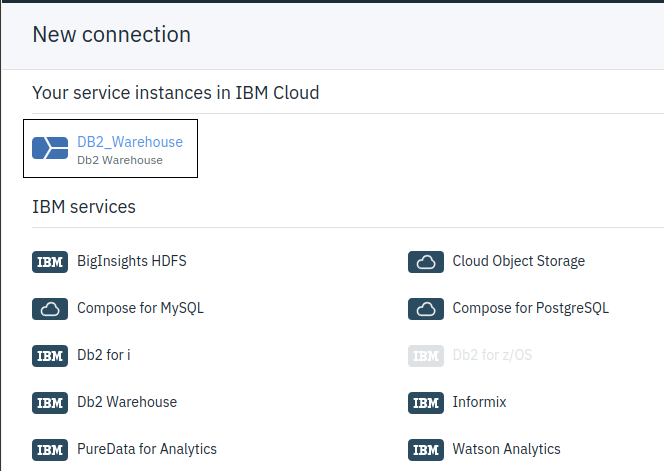 New connection
Your service instances in IBM Cloud
DB2_Warehouse
Db2 Warehouse
IBM services
IBM BigInsights HDFS
Cloud Object Storage
Compose for MySQL
Compose for PostgreSQL
IBM Db2 for i
IBM Db2 for z/OS
IBM Db2 Warehouse
IBM Informix
IBM PureData for Analytics
IBM Watson Analytics